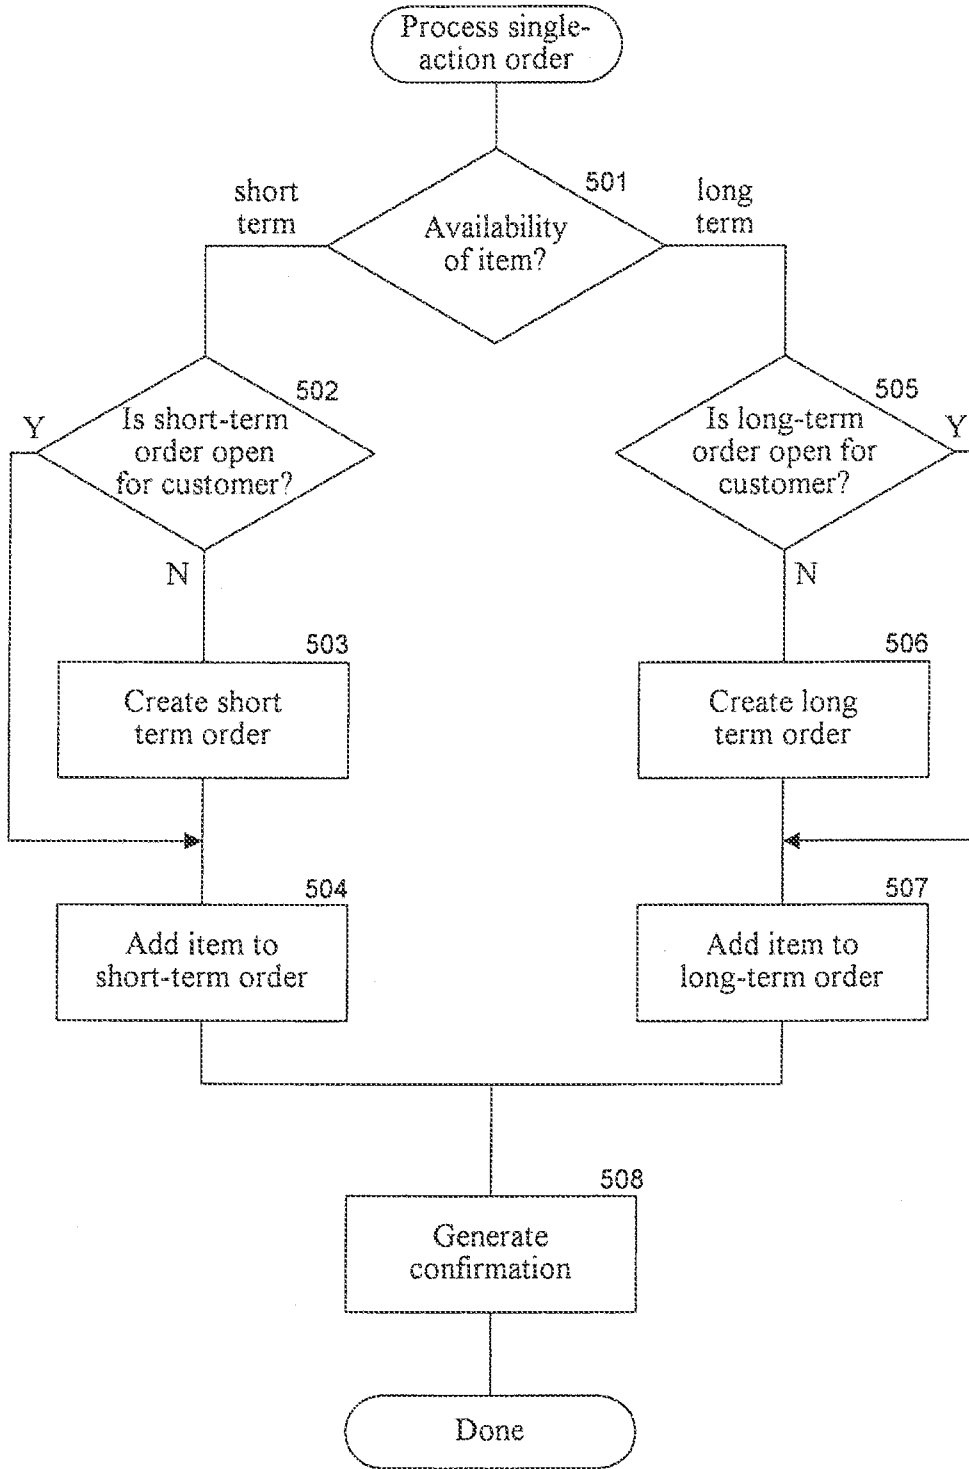 Process single-
action order
501
short
term
long
term
Availability
of item?
502
505
Y
Is short-term
order open
for customer?
Is long-term
order open for
customer?
Y
N
N
503
506
Create short
term order
Create long
term order
504
507
Add item to
short-term order
Add item to
long-term order
508
Generate
confirmation
Done